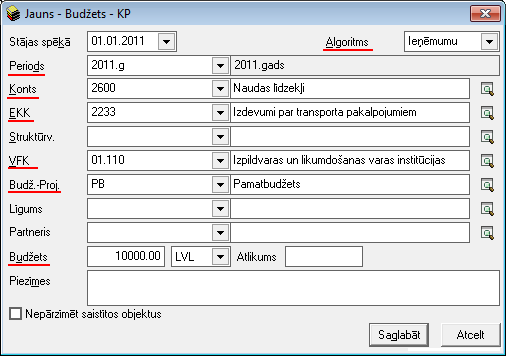 Jauns - Budžets - KP
Stājas spēkā 01.01.2011 Algoritms Ieņēmumu
Periods 2011.g 2011.gads
Konts 2600 Naudas līdzekļi
EKK 2233 Izdevumi par transporta pakalpojumiem
Struktūrv.
VFK 01.110 Izpildvaras un likumdošanas varas institūcijas
Budž.-Proj. PB Pamatbudžets
Līgums
Partneris
Budžets 10000.00 LVL Atlikums
Piezīmes
Nepārzīmēt saistītos objektus
Saglabāt Atcelt